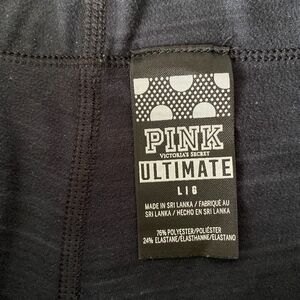 PINK
VICTORIA'S SECRET
ULTIMATE
L I G
MADE IN SRI LANKA / FABRIQUÉ AU
SRI LANKA / HECHO EN SRI LANKA
76% POLYESTER/POLIÉSTER
24% ELASTANE/ÉLASTHANNE/ELASTANO